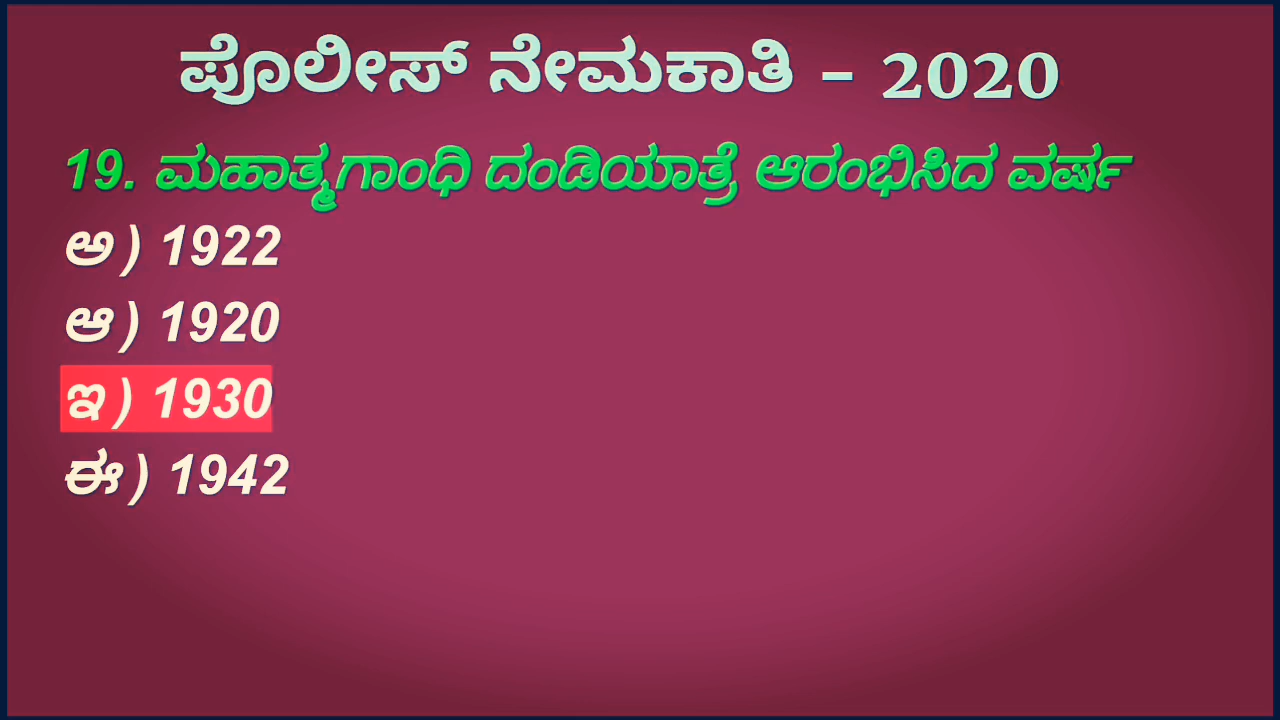 ಪೊಲೀಸ್ ನೇಮಕಾತಿ – 2020
19. ಮಹಾತ್ಮಗಾಂಧಿ ದಂಡಿಯಾತ್ರೆ ಆರಂಭಿಸಿದ ವರ್ಷ
ಅ ) 1922
ಆ ) 1920
ಇ ) 1930
ಈ ) 1942